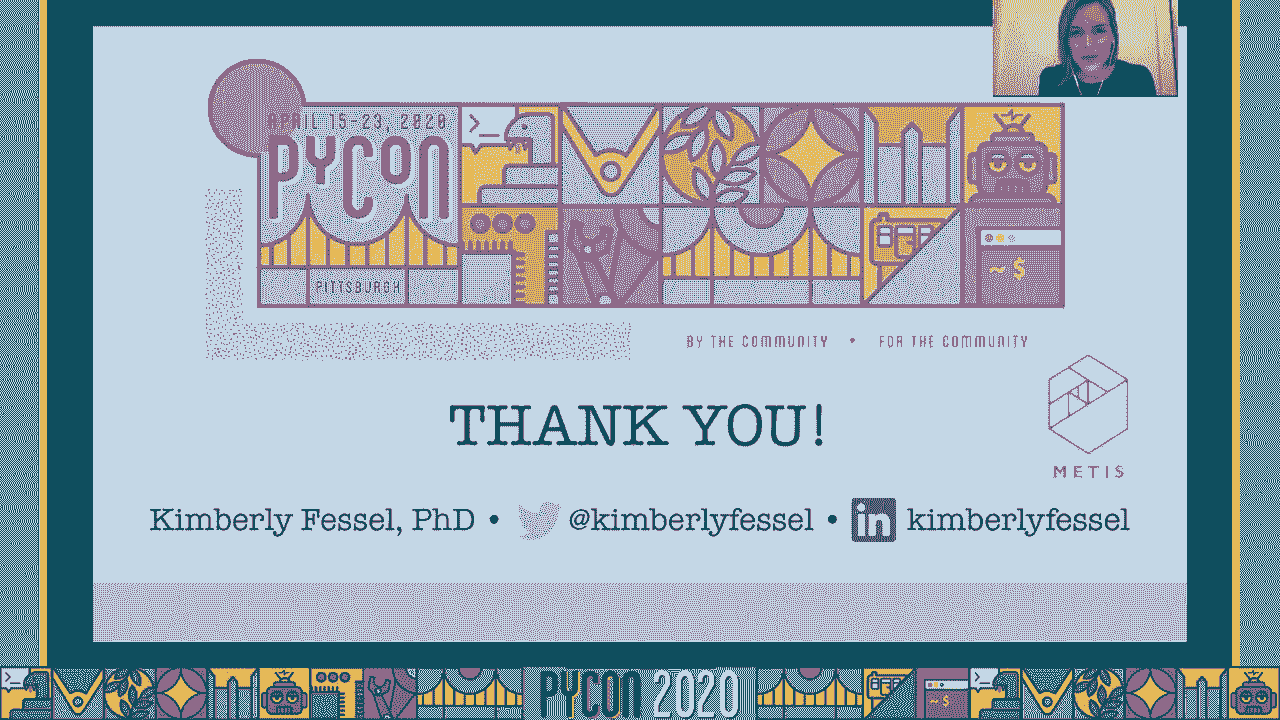 APRIL 15-23, 2020
PYCON
PITTSBURGH
>_
~ $
BY THE COMMUNITY • FOR THE COMMUNITY
METIS
THANK YOU!
Kimberly Fessel, PhD • @kimberlyfessel • in kimberlyfessel
PYCON 2020
~ $